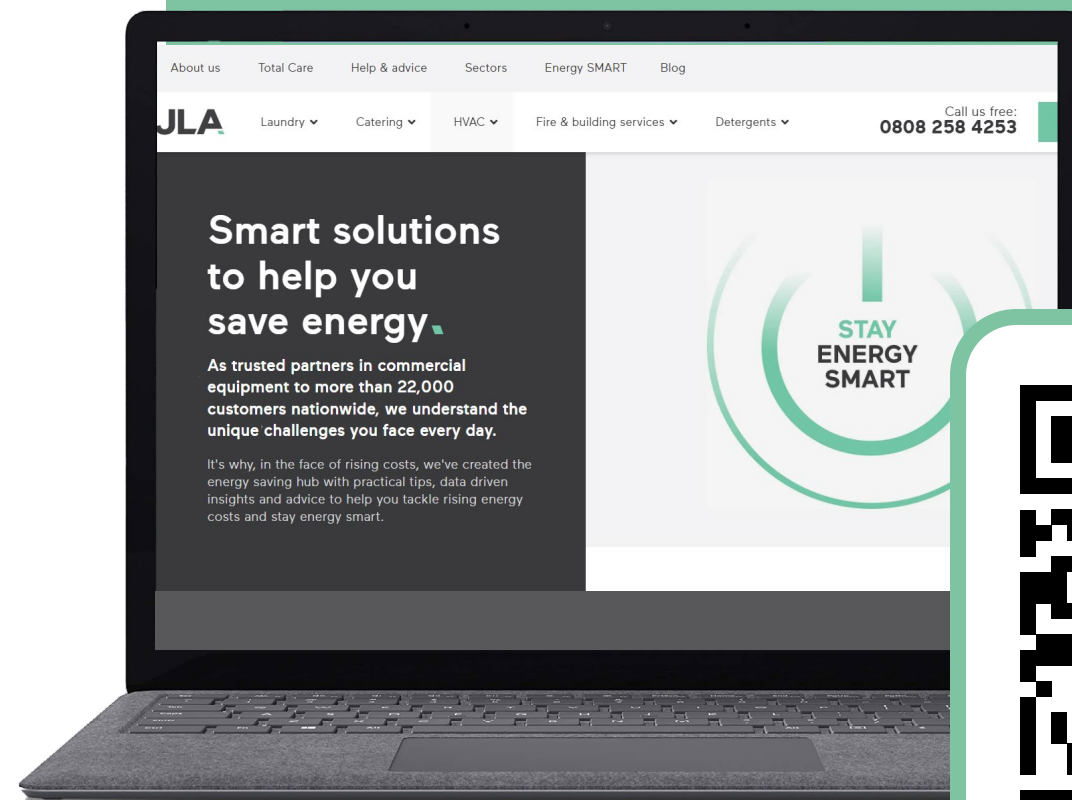 About us Total Care Help & advice Sectors Energy SMART Blog
JLA Laundry Catering HVAC Fire & building services Detergents
Call us free:
0808 258 4253
Smart solutions
to help you
save energy
As trusted partners in commercial
equipment to more than 22,000
customers nationwide, we understand the
unique challenges you face every day.
It's why, in the face of rising costs, we've created the
energy saving hub with practical tips, data driven
insights and advice to help you tackle rising energy
costs and stay energy smart.
STAY
ENERGY
SMART